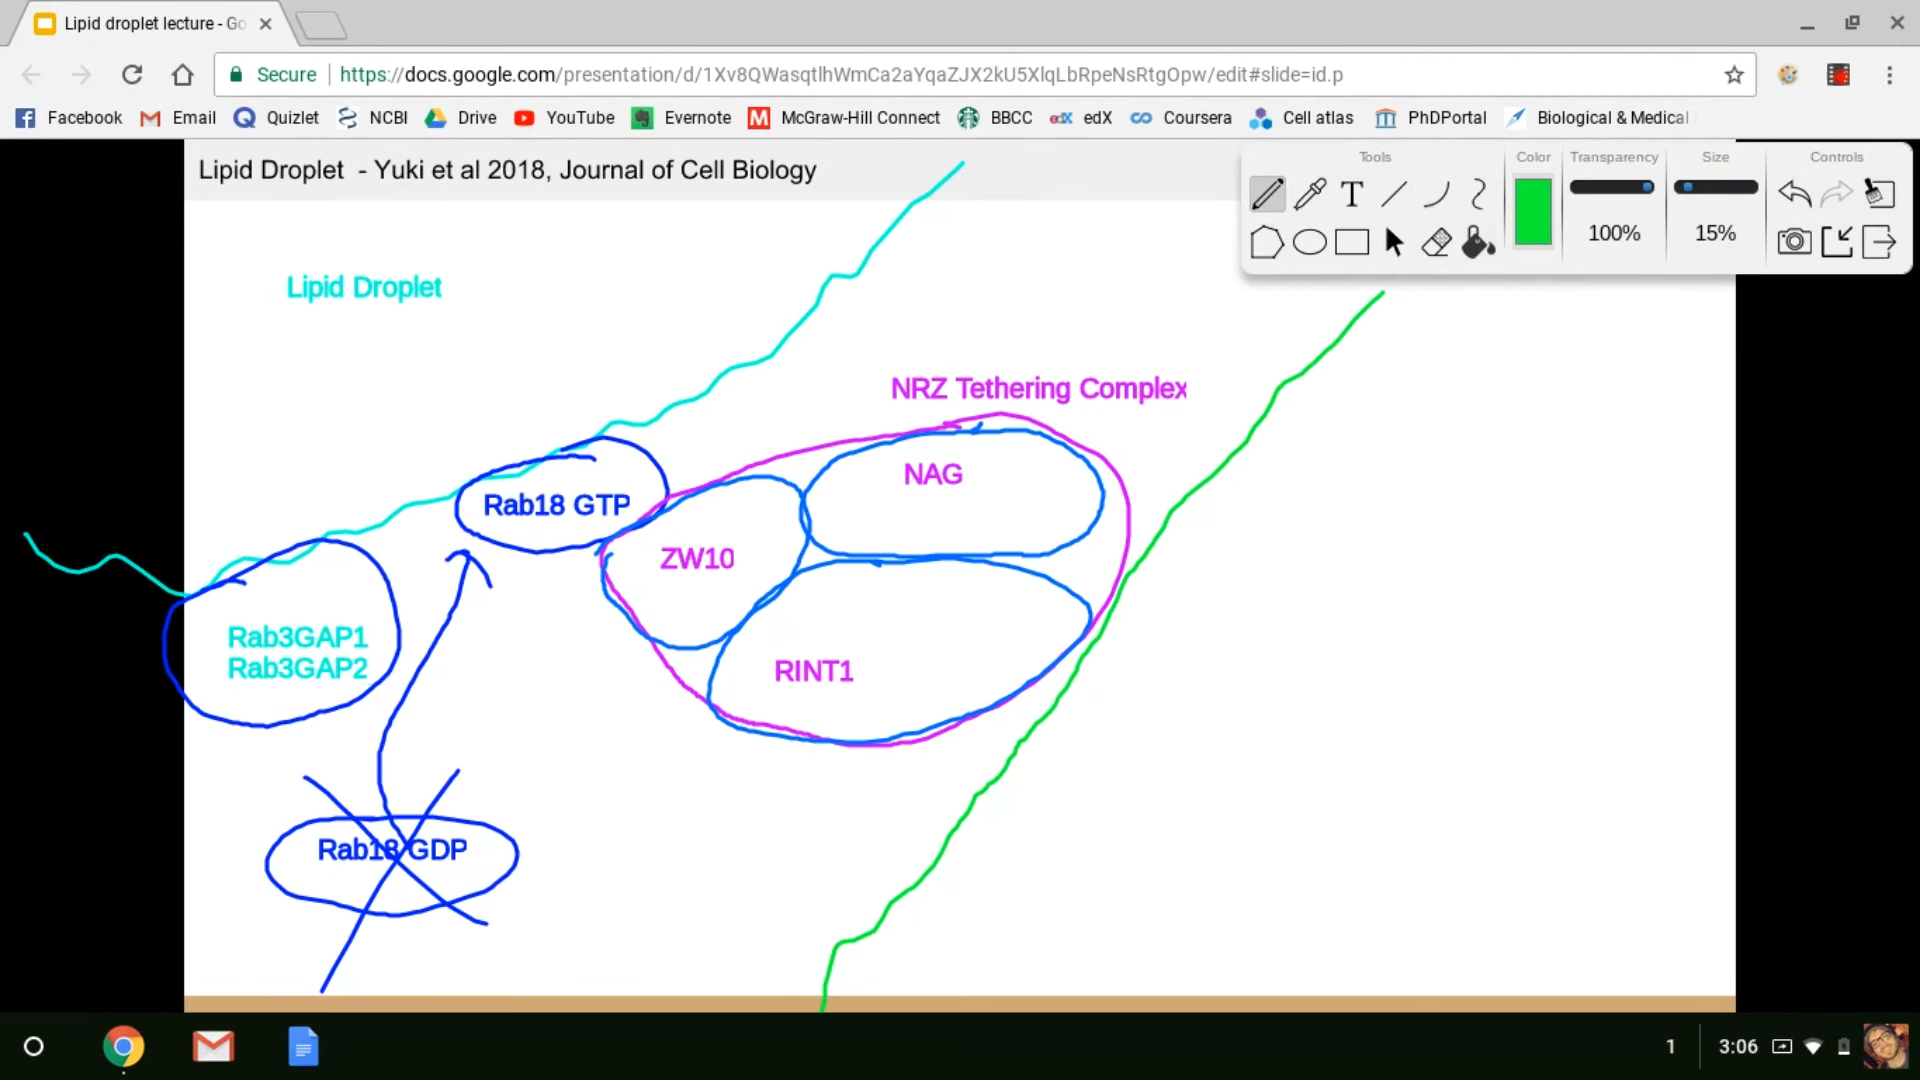 Lipid droplet lecture - Go
Secure
https://docs.google.com/presentation/d/1Xv8QWasqtlhWmCa2aYqaZJX2kU5XlqLbRpeNsRtgOpw/edit#slide=id.p
Facebook Email Quizlet NCBI Drive YouTube Evernote McGraw-Hill Connect BBCC edX Coursera Cell atlas PhDPortal Biological & Medical
Lipid Droplet - Yuki et al 2018, Journal of Cell Biology
Tools Color Transparency Size Controls
100% 15%
Lipid Droplet
NRZ Tethering Complex
NAG
Rab18 GTP
ZW10
Rab3GAP1
Rab3GAP2
RINT1
Rab18 GDP
1 3:06